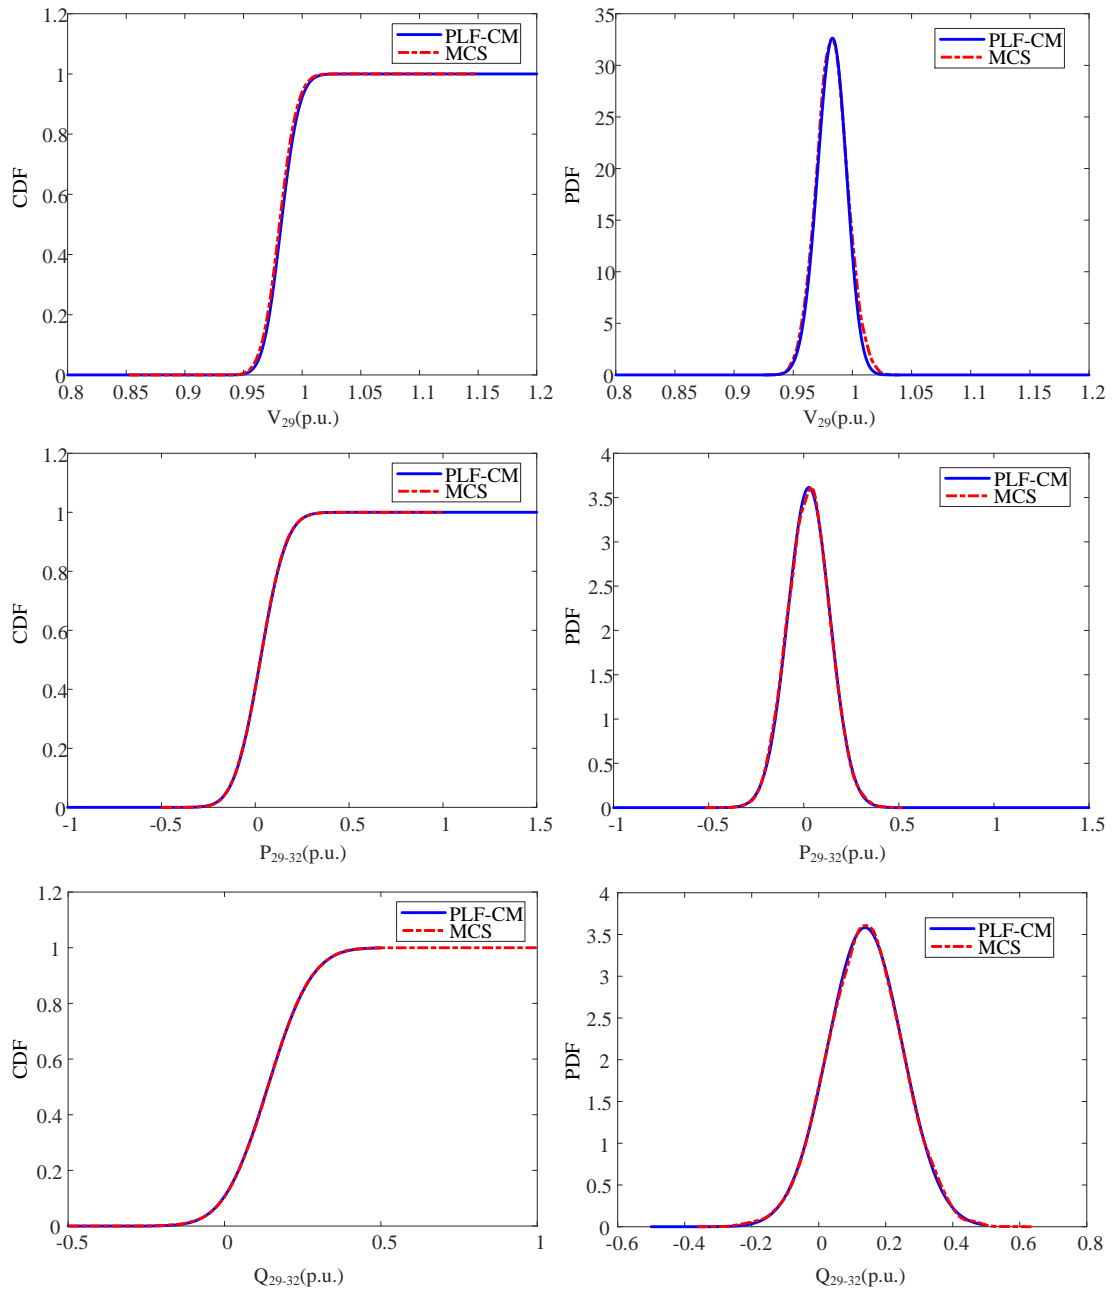 1.2
1
0.8
0.6
0.4
0.2
0
CDF
PLF-CM
MCS
0.8 0.85 0.9 0.95 1 1.05 1.1 1.15 1.2
V29(p.u.)
35
30
25
20
15
10
5
0
PDF
PLF-CM
MCS
0.8 0.85 0.9 0.95 1 1.05 1.1 1.15 1.2
V29(p.u.)
1.2
1
0.8
0.6
0.4
0.2
0
CDF
PLF-CM
MCS
-1 -0.5 0 0.5 1 1.5
P29-32(p.u.)
4
3.5
3
2.5
2
1.5
1
0.5
0
PDF
PLF-CM
MCS
-1 -0.5 0 0.5 1 1.5
P29-32(p.u.)
1.2
1
0.8
0.6
0.4
0.2
0
CDF
PLF-CM
MCS
-0.5 0 0.5 1
Q29-32(p.u.)
4
3.5
3
2.5
2
1.5
1
0.5
0
PDF
PLF-CM
MCS
-0.6 -0.4 -0.2 0 0.2 0.4 0.6 0.8
Q29-32(p.u.)